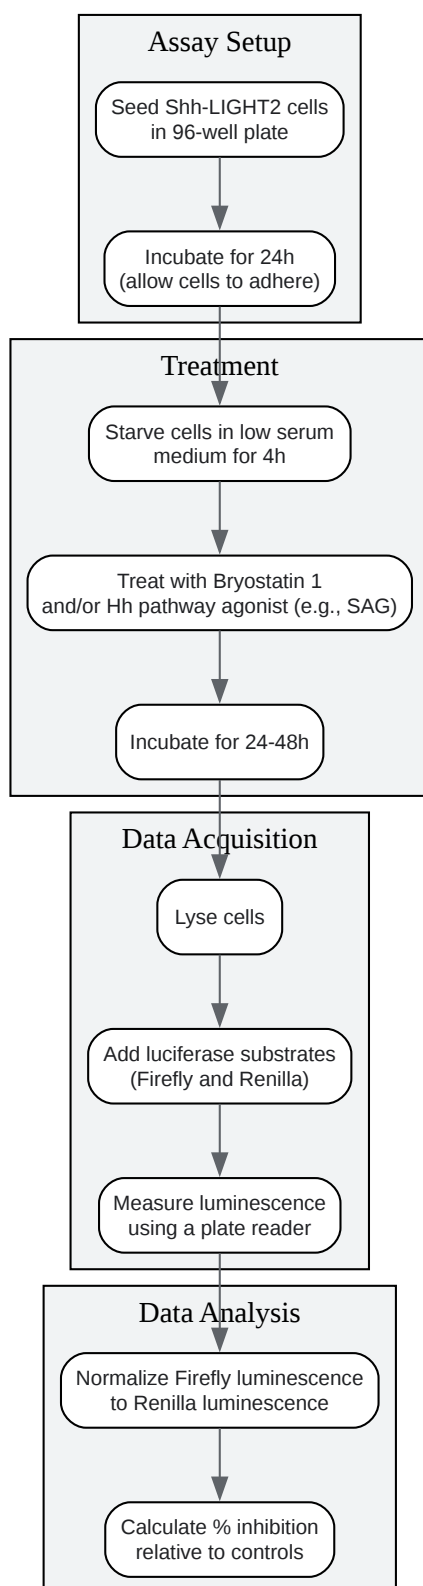 Assay Setup
Seed Shh-LIGHT2 cells
in 96-well plate
Incubate for 24h
(allow cells to adhere)
Treatment
Starve cells in low serum
medium for 4h
Treat with Bryostatin 1
and/or Hh pathway agonist (e.g., SAG)
Incubate for 24-48h
Data Acquisition
Lyse cells
Add luciferase substrates
(Firefly and Renilla)
Measure luminescence
using a plate reader
Data Analysis
Normalize Firefly luminescence
to Renilla luminescence
Calculate % inhibition
relative to controls